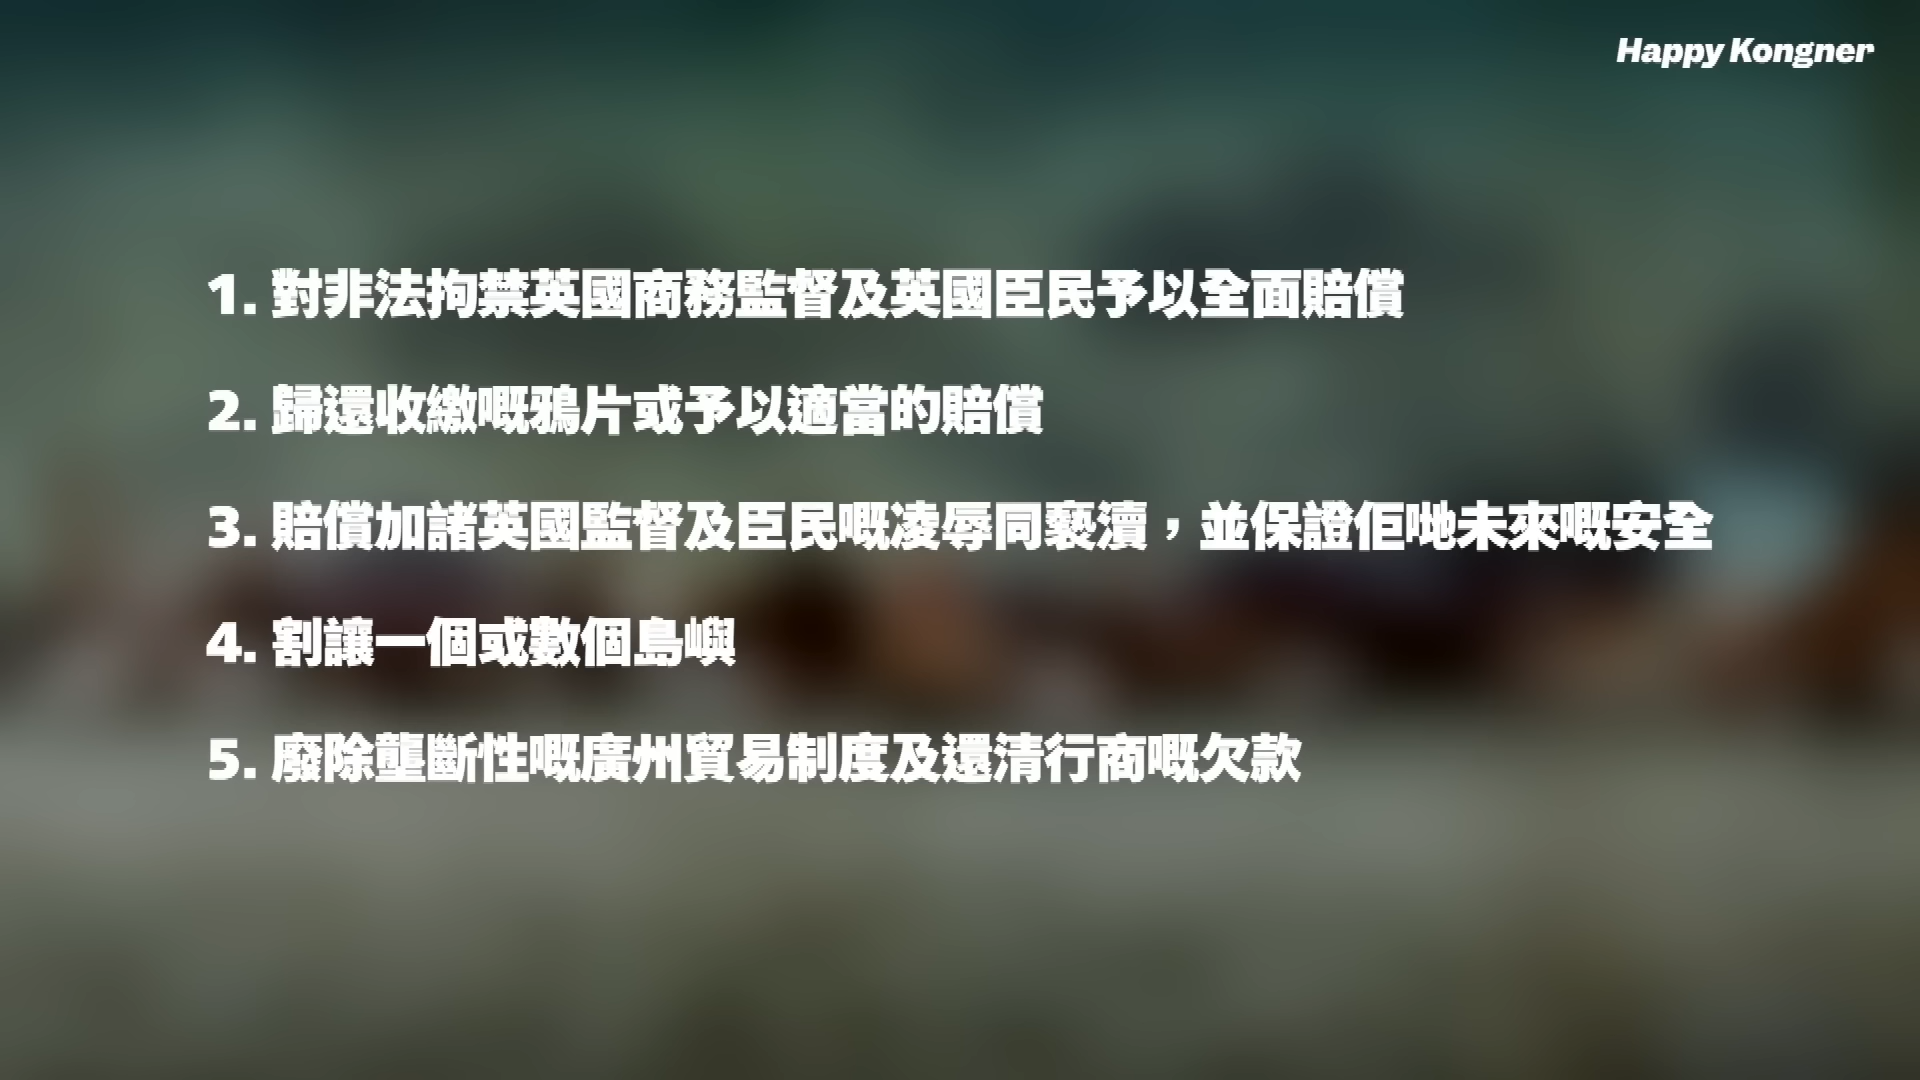 Happy Kongner
1. 對非法拘禁英國商務監督及英國臣民予以全面賠償
2. 歸還收繳嘅鴉片或予以適當的賠償
3. 賠償加諸英國監督及臣民嘅凌辱同褻瀆，並保證佢哋未來嘅安全
4. 割讓一個或數個島嶼
5. 廢除壟斷性嘅廣州貿易制度及還清行商嘅欠款